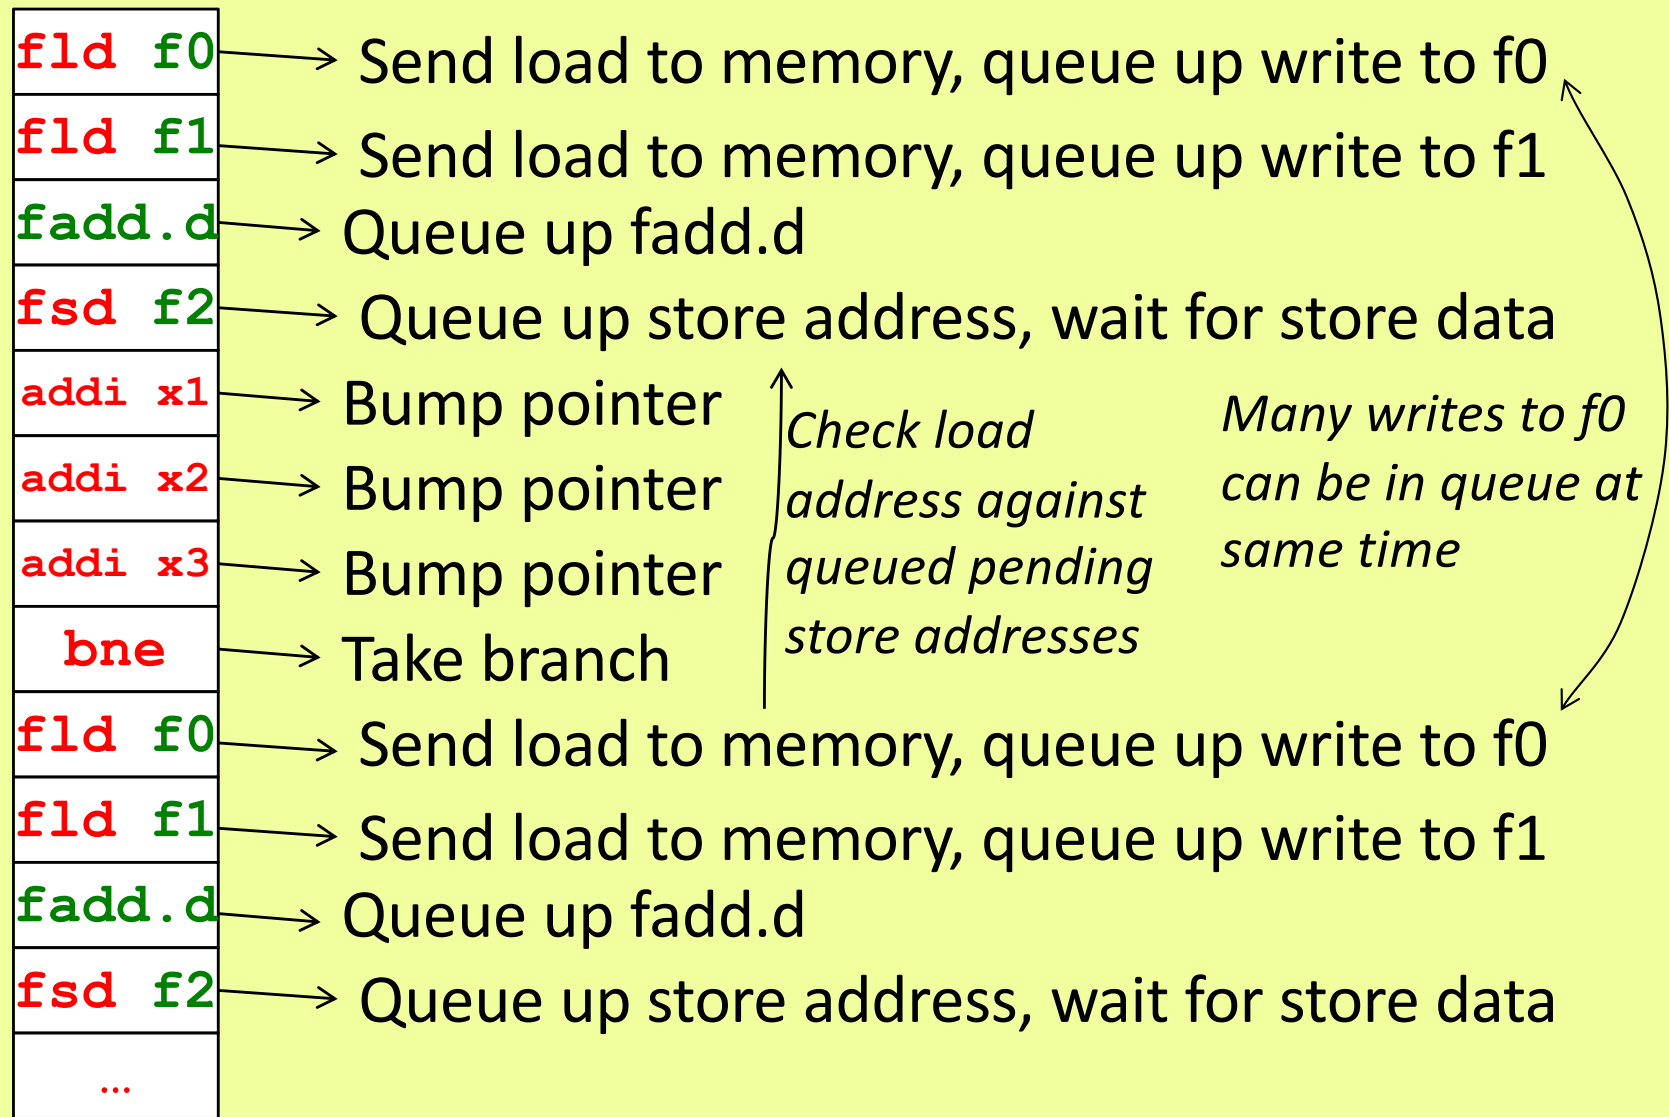 fld f0 Send load to memory, queue up write to f0
fld f1 Send load to memory, queue up write to f1
fadd.d Queue up fadd.d
fsd f2 Queue up store address, wait for store data
addi x1 Bump pointer
addi x2 Bump pointer
addi x3 Bump pointer
bne Take branch
Check load
address against
queued pending
store addresses
Many writes to f0
can be in queue at
same time
fld f0 Send load to memory, queue up write to f0
fld f1 Send load to memory, queue up write to f1
fadd.d Queue up fadd.d
fsd f2 Queue up store address, wait for store data
…